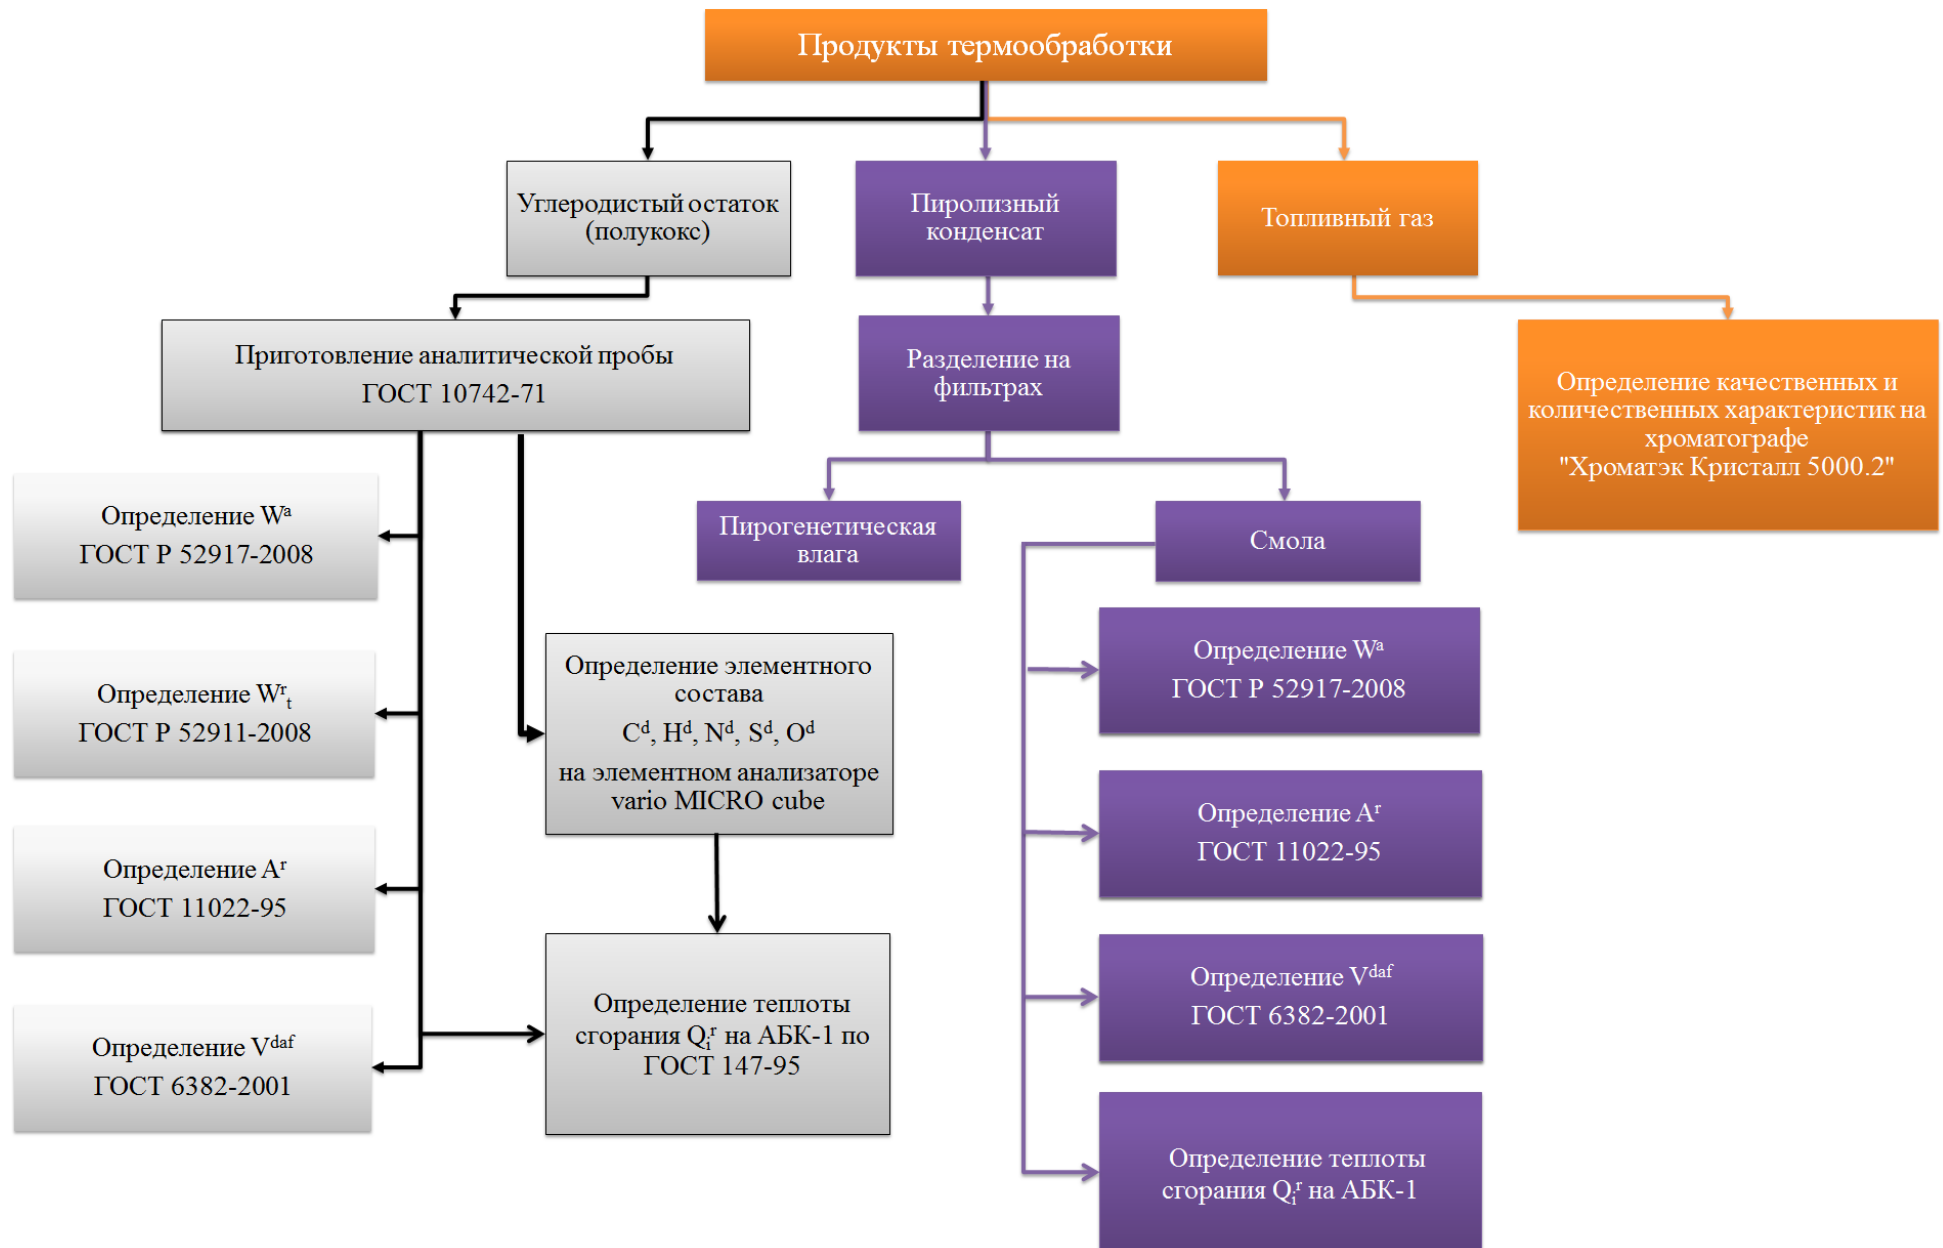 Продукты термообработки
Углеродистый остаток
(полукокс)
Пиролизный
конденсат
Топливный газ
Приготовление аналитической пробы
ГОСТ 10742-71
Разделение на
фильтрах
Определение качественных и
количественных характеристик на
хроматографе
"Хроматэк Кристалл 5000.2"
Определение Wᵃ
ГОСТ Р 52917-2008
Определение Wʳₜ
ГОСТ Р 52911-2008
Определение Aʳ
ГОСТ 11022-95
Определение Vᵈᵃᶠ
ГОСТ 6382-2001
Определение элементного
состава
Cᵈ, Hᵈ, Nᵈ, Sᵈ, Oᵈ
на элементном анализаторе
vario MICRO cube
Определение теплоты
сгорания Qᵢʳ на АБК-1 по
ГОСТ 147-95
Пирогенетическая
влага
Смола
Определение Wᵃ
ГОСТ Р 52917-2008
Определение Aʳ
ГОСТ 11022-95
Определение Vᵈᵃᶠ
ГОСТ 6382-2001
Определение теплоты
сгорания Qᵢʳ на АБК-1